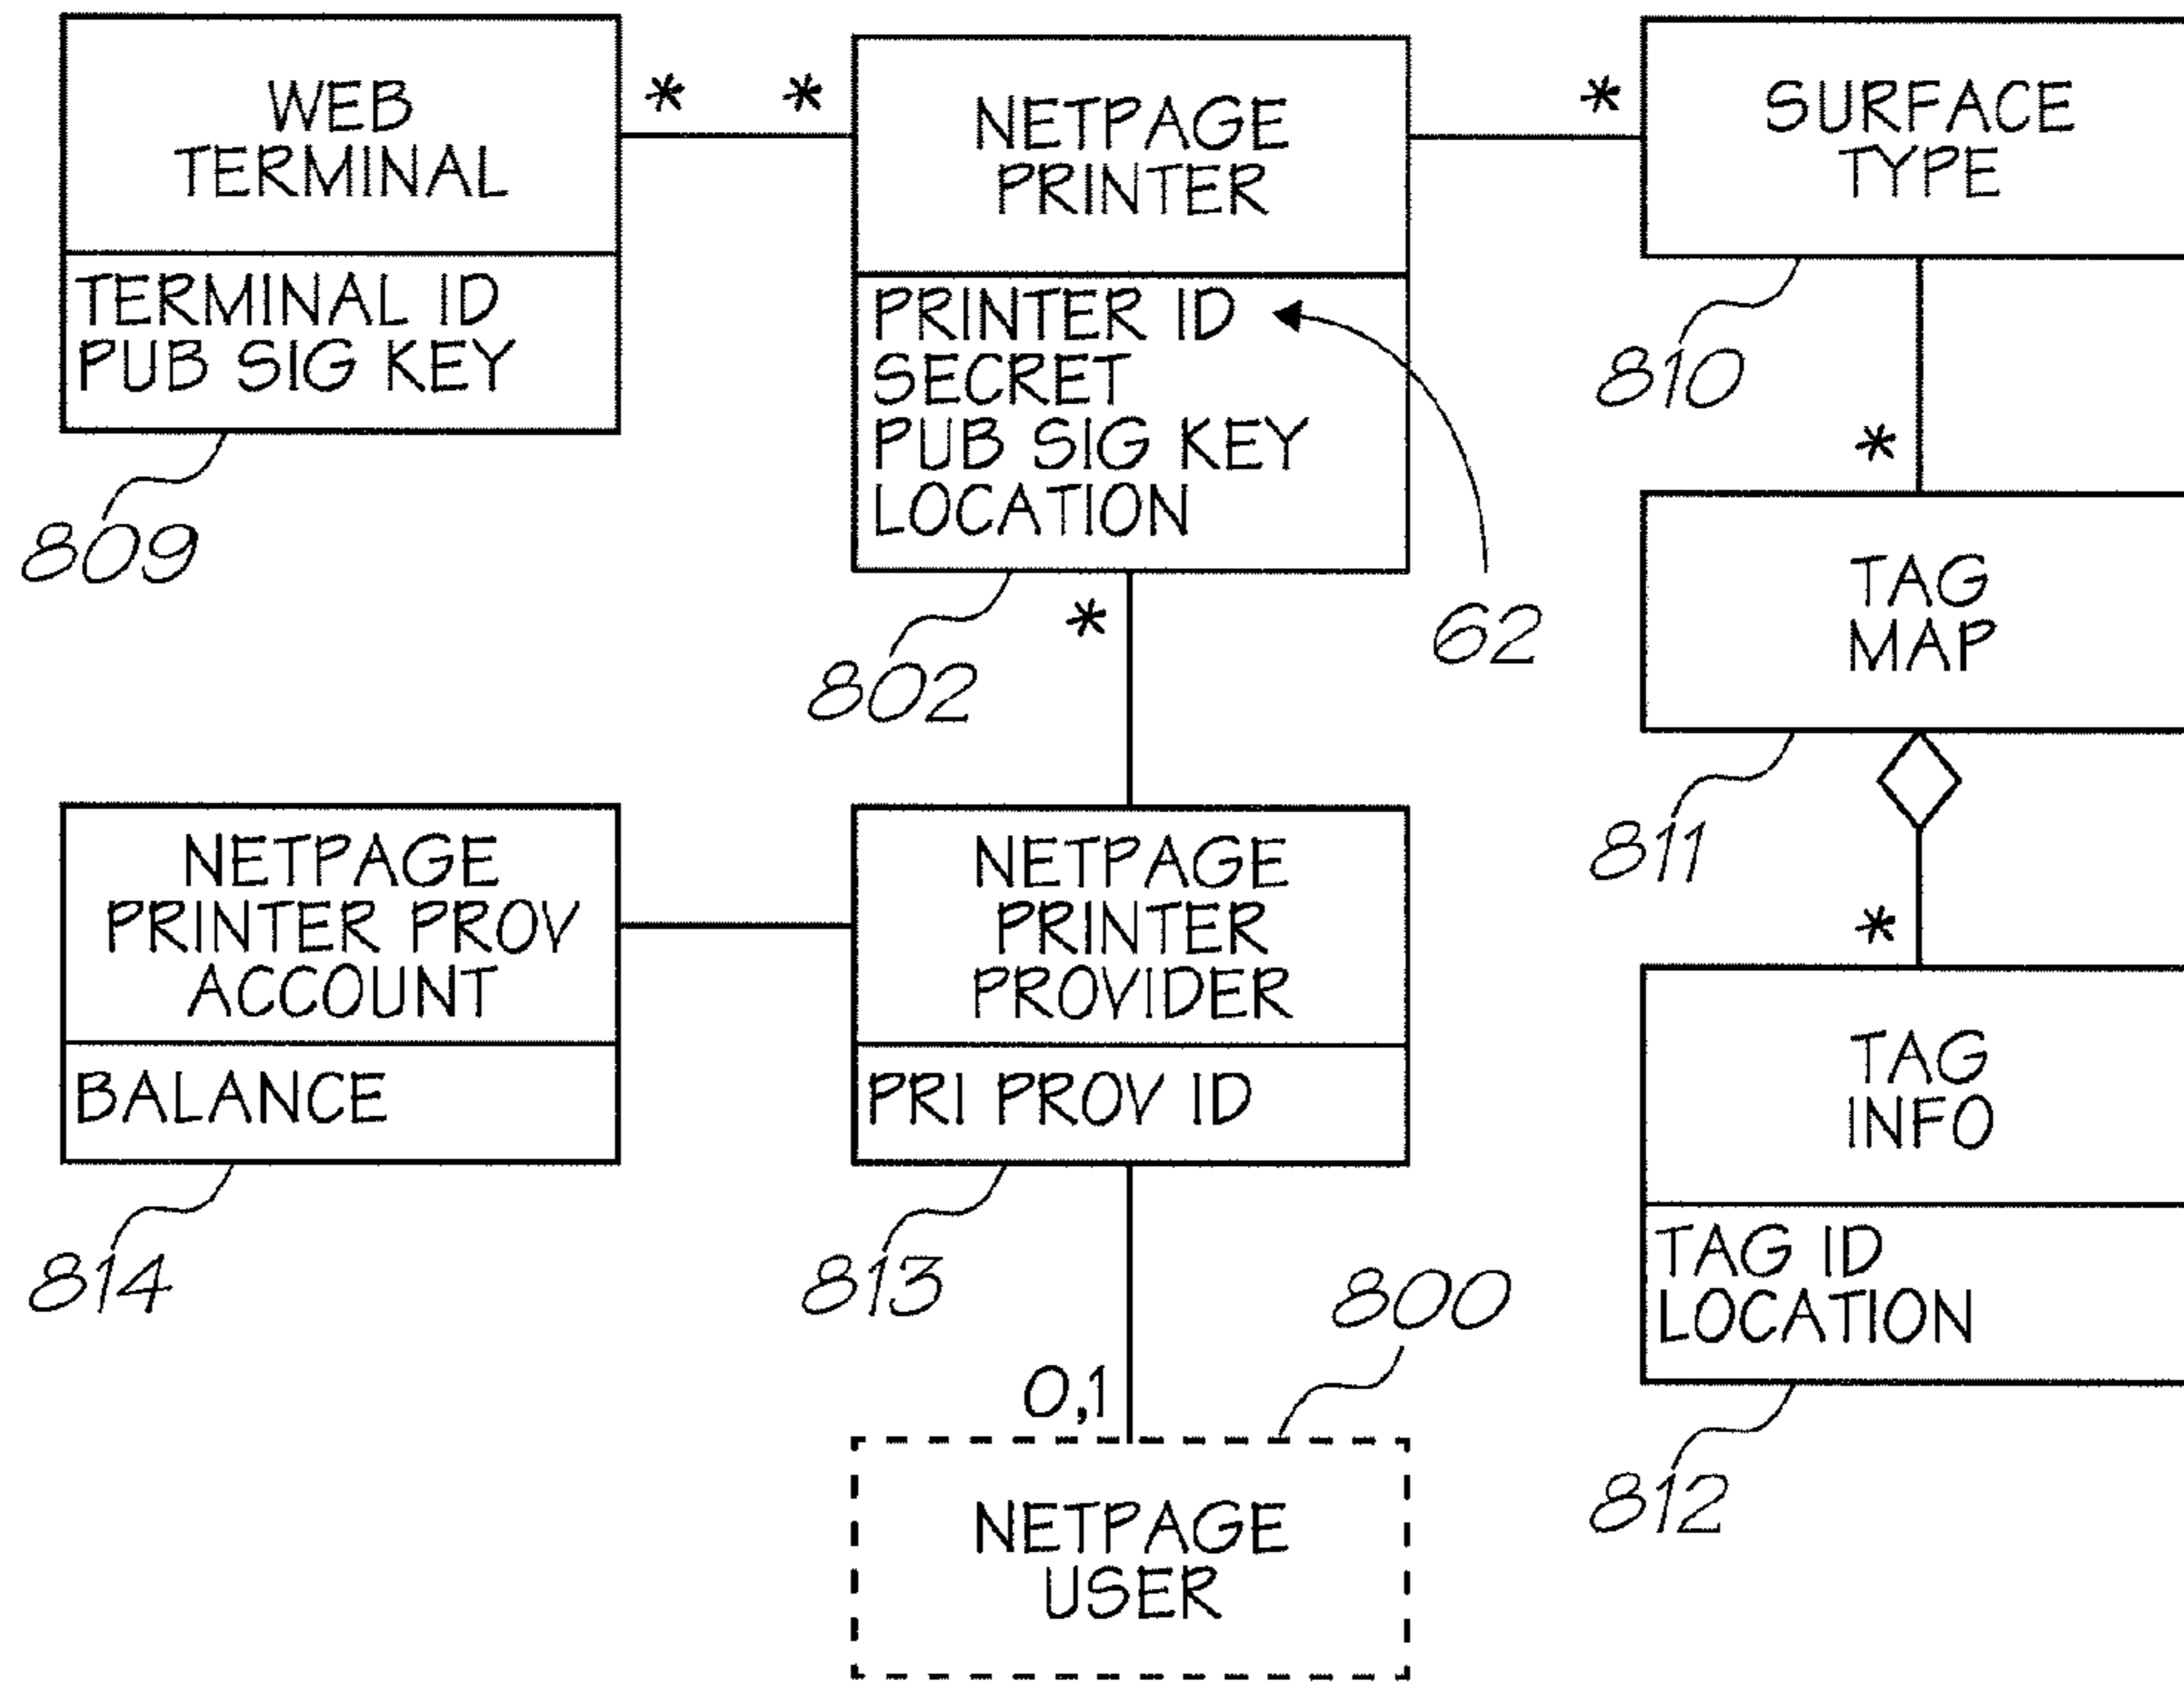 WEB
TERMINAL
TERMINAL ID
PUB SIG KEY
809
*
*
NETPAGE
PRINTER
PRINTER ID
SECRET
PUB SIG KEY
LOCATION
62
802
*
*
SURFACE
TYPE
810
*
TAG
MAP
811
*
TAG
INFO
TAG ID
LOCATION
812
NETPAGE
PRINTER PROV
ACCOUNT
BALANCE
814
NETPAGE
PRINTER
PROVIDER
PRI PROV ID
813
800
0,1
NETPAGE
USER